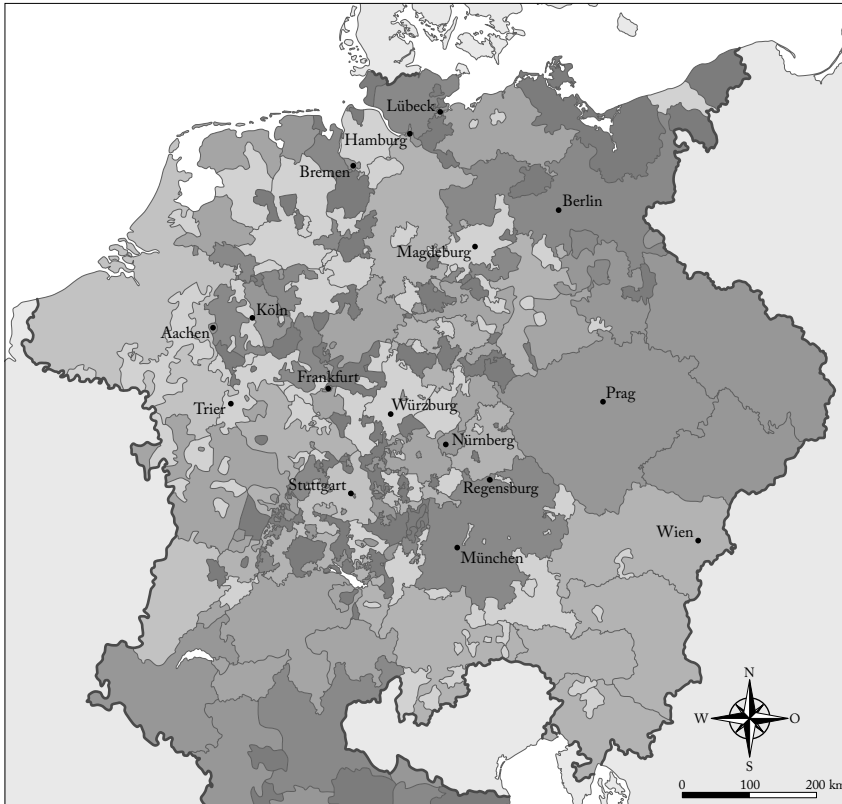 Lübeck
Hamburg
Bremen
Berlin
Magdeburg
Köln
Aachen
Frankfurt
Trier
Würzburg
Prag
Nürnberg
Stuttgart
Regensburg
Wien
München
N
W
O
S
0 100 200 km